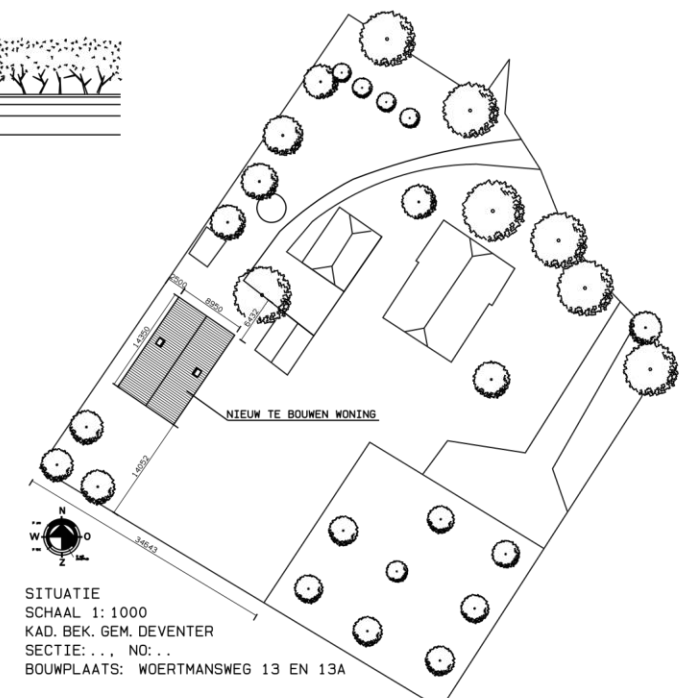 2500
8950
6432
14350
NIEUW TE BOUWEN WONING
14052
N
W O
Z
34643
SITUATIE
SCHAAL 1: 1000
KAD. BEK. GEM. DEVENTER
SECTIE: . . , NO: . .
BOUWPLAATS: WOERTMANSWEG 13 EN 13A